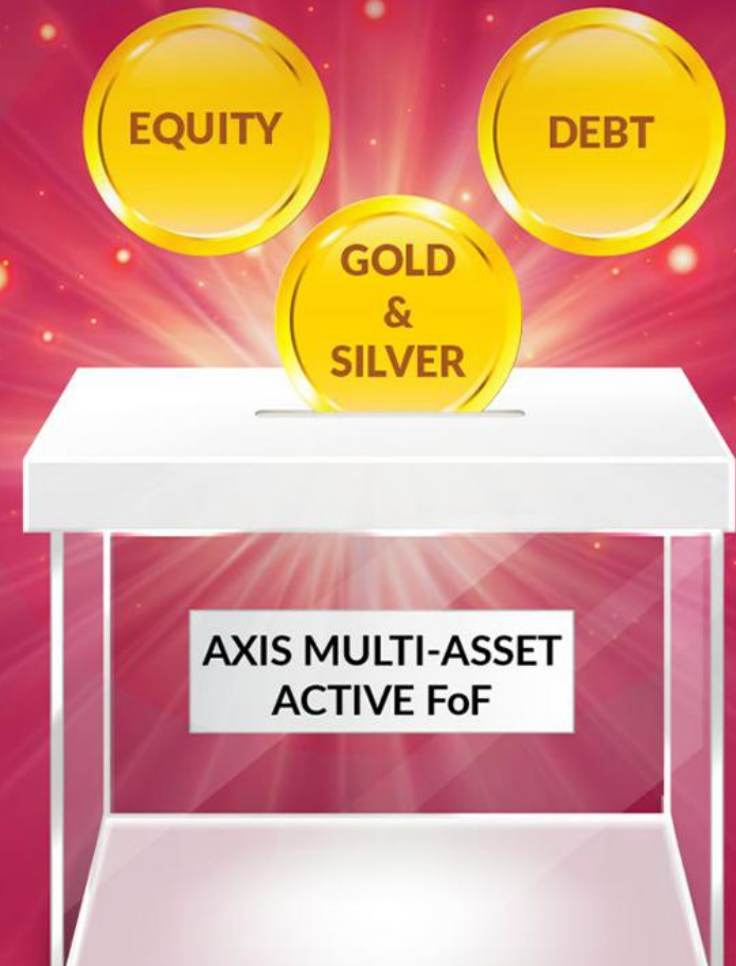 EQUITY
DEBT
GOLD
&
SILVER
AXIS MULTI-ASSET
ACTIVE FoF